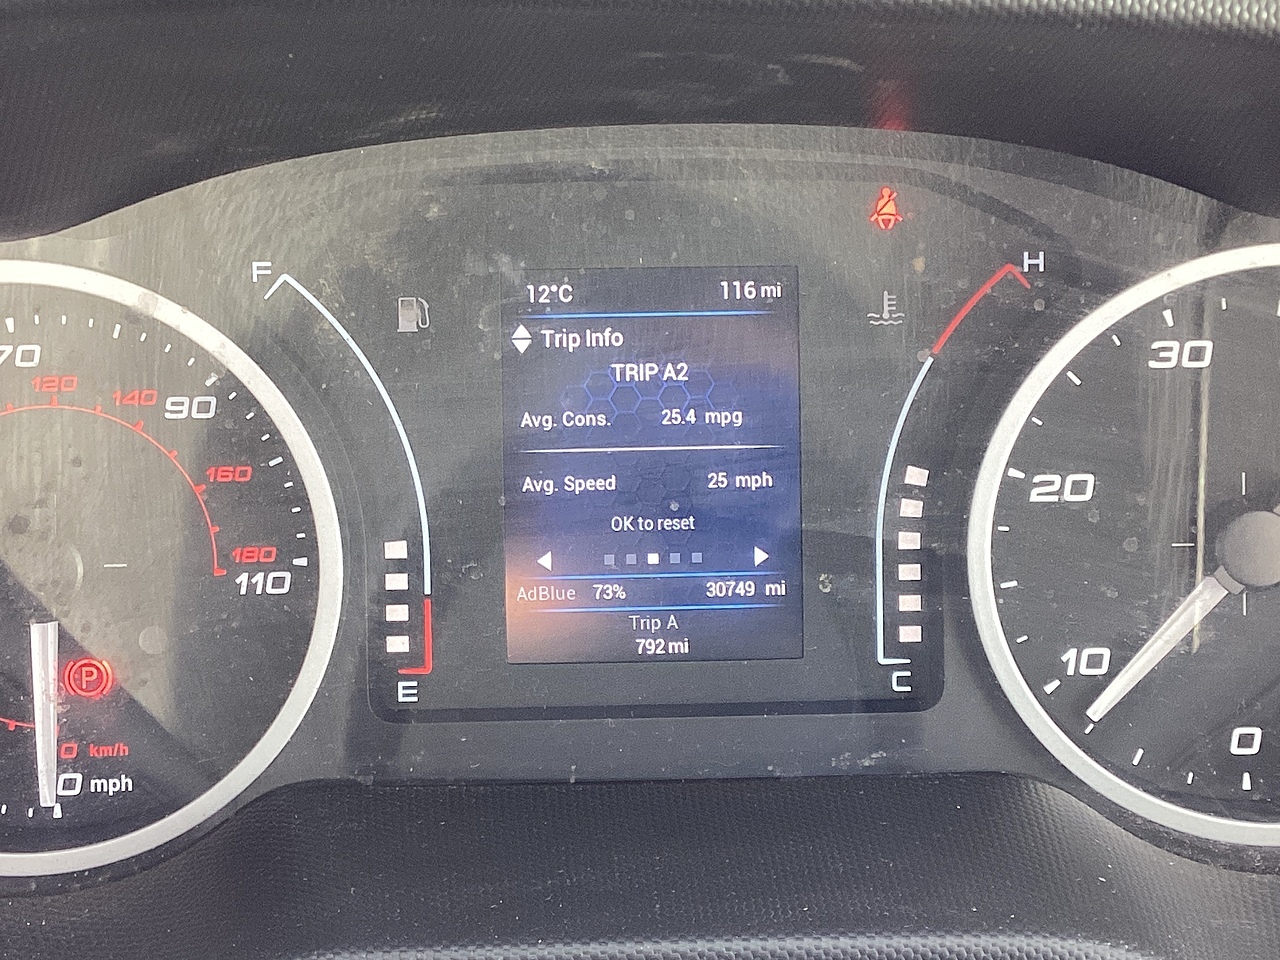 F
H
12°C 116 mi
Trip Info
TRIP A2
Avg. Cons. 25.4 mpg
Avg. Speed 25 mph
OK to reset
AdBlue 73% 30749 mi
Trip A
792 mi
E
C
70
90
110
120
140
160
180
P
0 km/h
0 mph
30
20
10
0